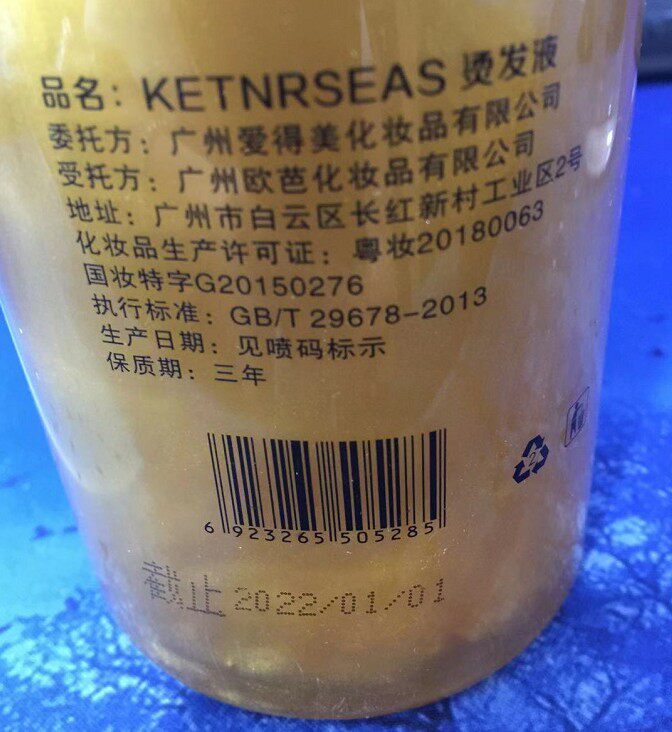 品名：KETNRSEAS 烫发液
委托方：广州爱得美化妆品有限公司
受托方：广州欧芭化妆品有限公司
地址：广州市白云区长红新村工业区2号
化妆品生产许可证：粤妆20180063
国妆特字G20150276
执行标准：GB/T 29678-2013
生产日期：见喷码标示
保质期：三年
2
6 923265 505285
截止2022/01/01